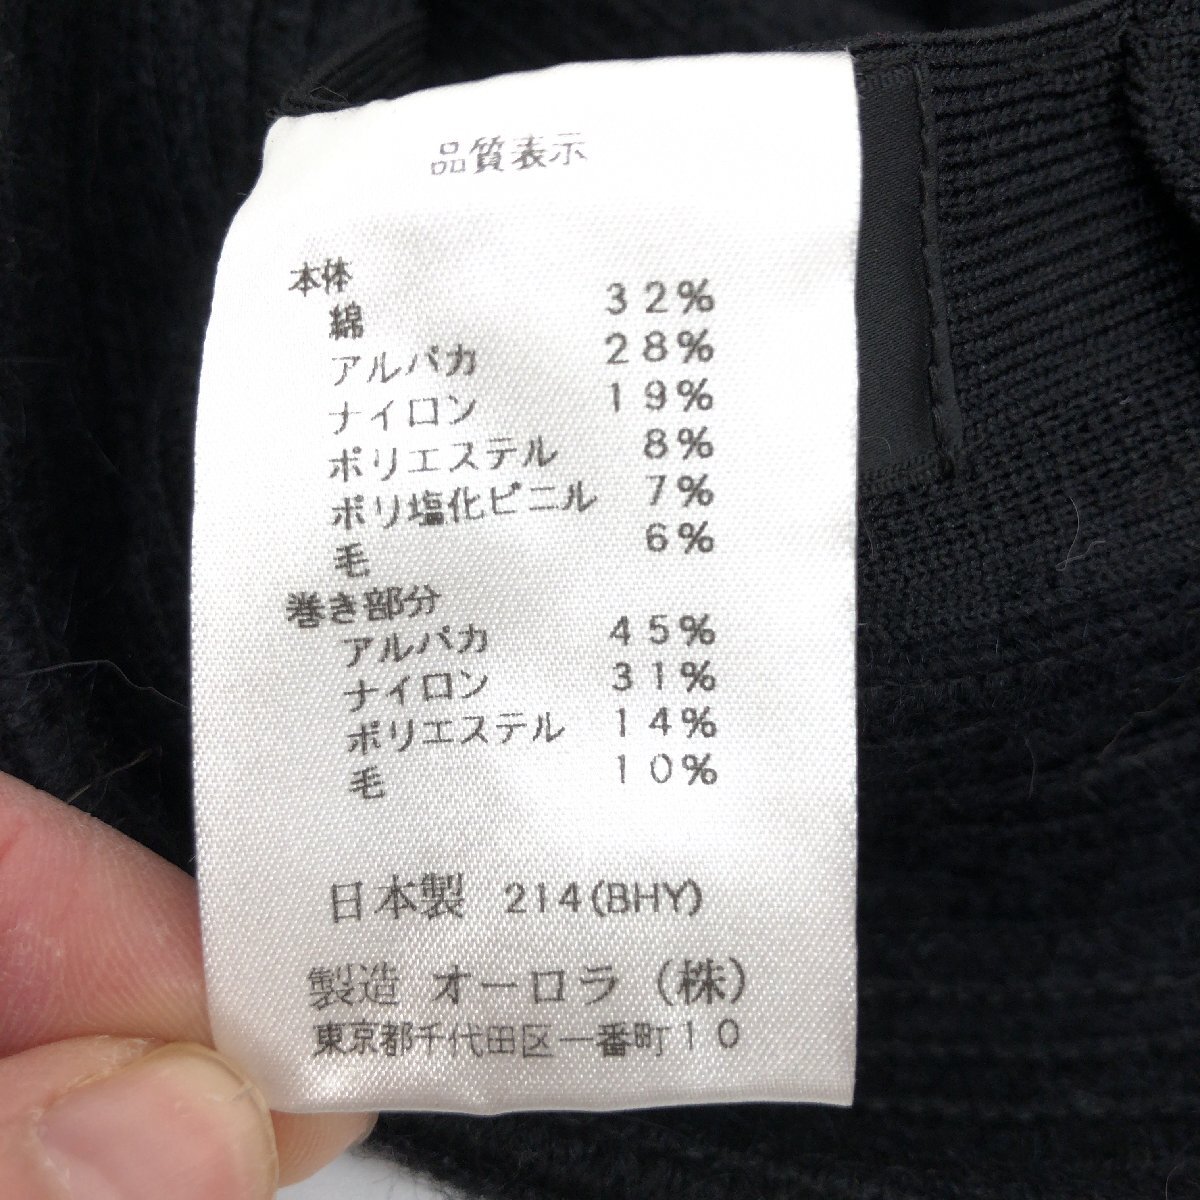 品質表示
本体
綿 32%
アルパカ 28%
ナイロン 19%
ポリエステル 8%
ポリ塩化ビニル 7%
毛 6%
巻き部分
アルパカ 45%
ナイロン 31%
ポリエステル 14%
毛 10%
日本製 214(BHY)
製造 オーロラ(株)
東京都千代田区一番町10